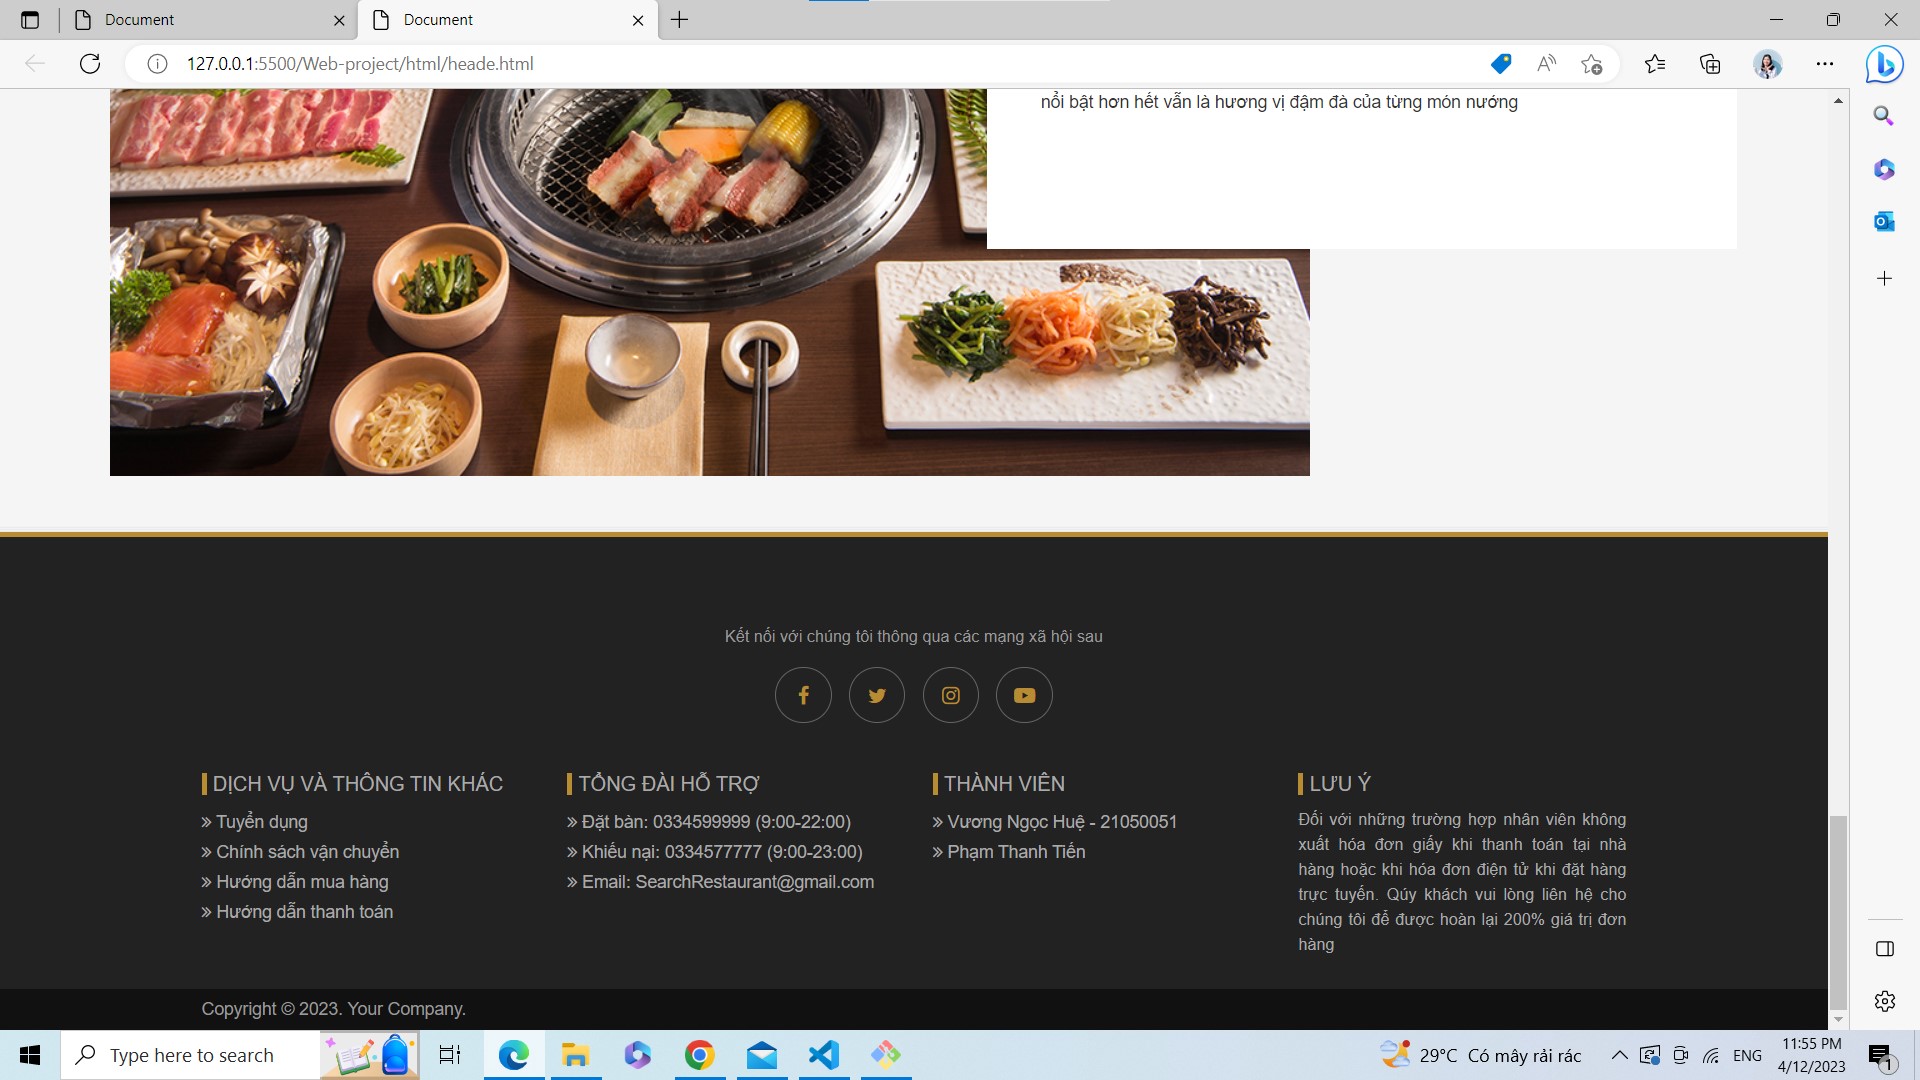 Document
Document
127.0.0.1:5500/Web-project/html/heade.html
nổi bật hơn hết vẫn là hương vị đậm đà của từng món nướng
Kết nối với chúng tôi thông qua các mạng xã hội sau
DỊCH VỤ VÀ THÔNG TIN KHÁC
» Tuyển dụng
» Chính sách vận chuyển
» Hướng dẫn mua hàng
» Hướng dẫn thanh toán
TỔNG ĐÀI HỖ TRỢ
» Đặt bàn: 0334599999 (9:00-22:00)
» Khiếu nại: 0334577777 (9:00-23:00)
» Email: SearchRestaurant@gmail.com
THÀNH VIÊN
» Vương Ngọc Huệ - 21050051
» Phạm Thanh Tiến
LƯU Ý
Đối với những trường hợp nhân viên không
xuất hóa đơn giấy khi thanh toán tại nhà
hàng hoặc khi hóa đơn điện tử khi đặt hàng
trực tuyến. Qúy khách vui lòng liên hệ cho
chúng tôi để được hoàn lại 200% giá trị đơn
hàng
Copyright © 2023. Your Company.
Type here to search
29°C Có mây rải rác
ENG
11:55 PM
4/12/2023
1